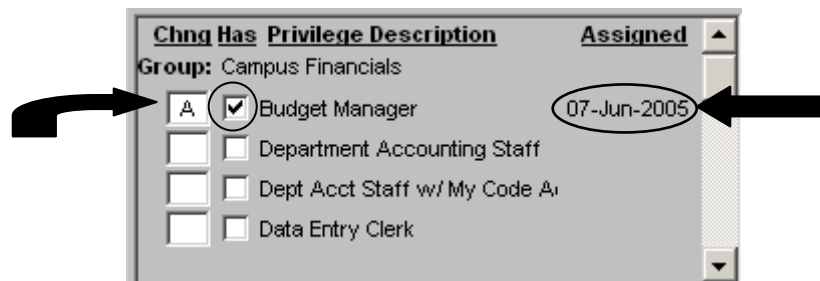 Chng Has Privilege Description Assigned
Group: Campus Financials
A Budget Manager 07-Jun-2005
Department Accounting Staff
Dept Acct Staff w/ My Code
Data Entry Clerk